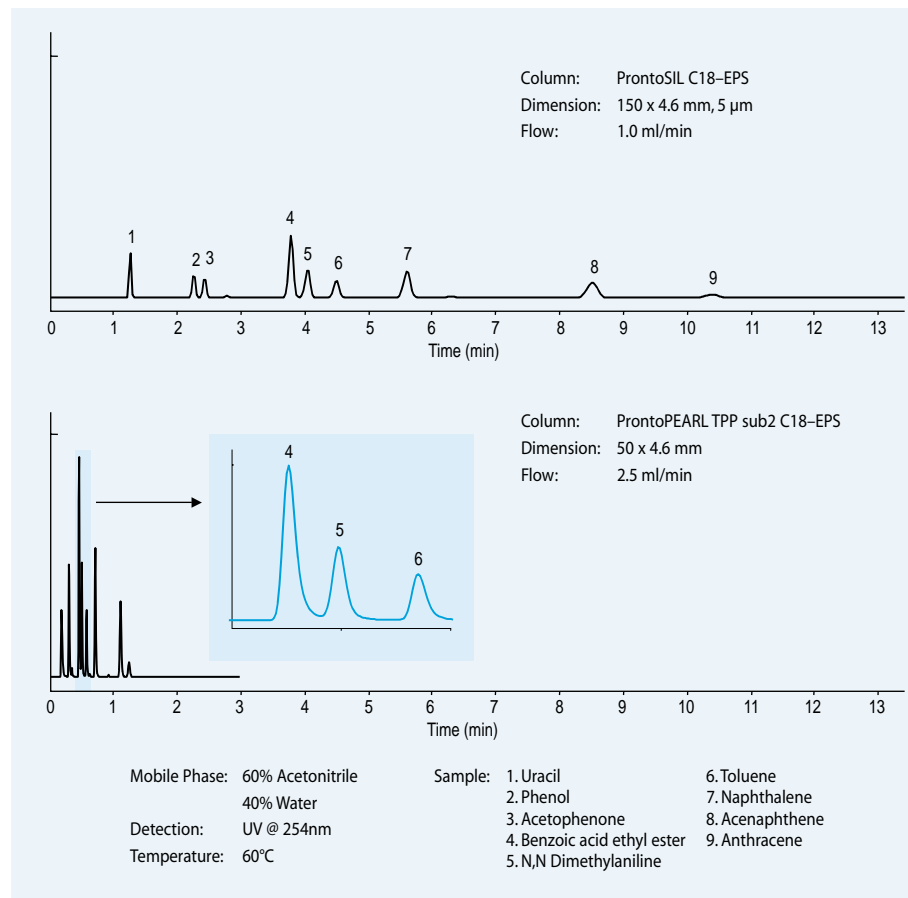 Column: ProntoSIL C18–EPS
Dimension: 150 x 4.6 mm, 5 µm
Flow: 1.0 ml/min
1 2 3 4 5 6 7 8 9
0 1 2 3 4 5 6 7 8 9 10 11 12 13
Time (min)
Column: ProntoPEARL TPP sub2 C18–EPS
Dimension: 50 x 4.6 mm
Flow: 2.5 ml/min
4
5
6
0 1 2 3 4 5 6 7 8 9 10 11 12 13
Time (min)
Mobile Phase: 60% Acetonitrile
40% Water
Detection: UV @ 254nm
Temperature: 60°C
Sample: 1. Uracil
2. Phenol
3. Acetophenone
4. Benzoic acid ethyl ester
5. N,N Dimethylaniline
6. Toluene
7. Naphthalene
8. Acenaphthene
9. Anthracene